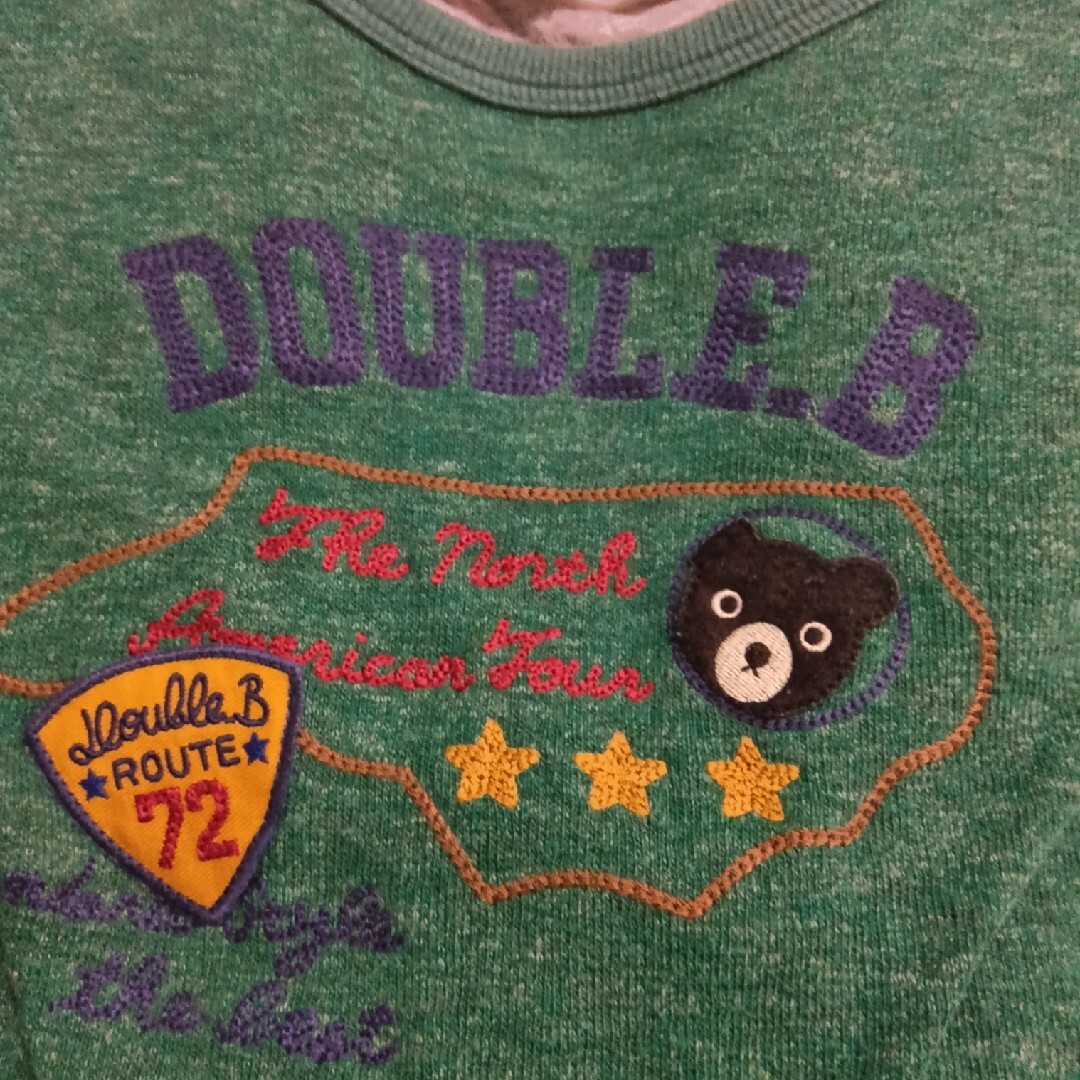 DOUBLE.B
The North
American Tour
Double.B
ROUTE
72
the best